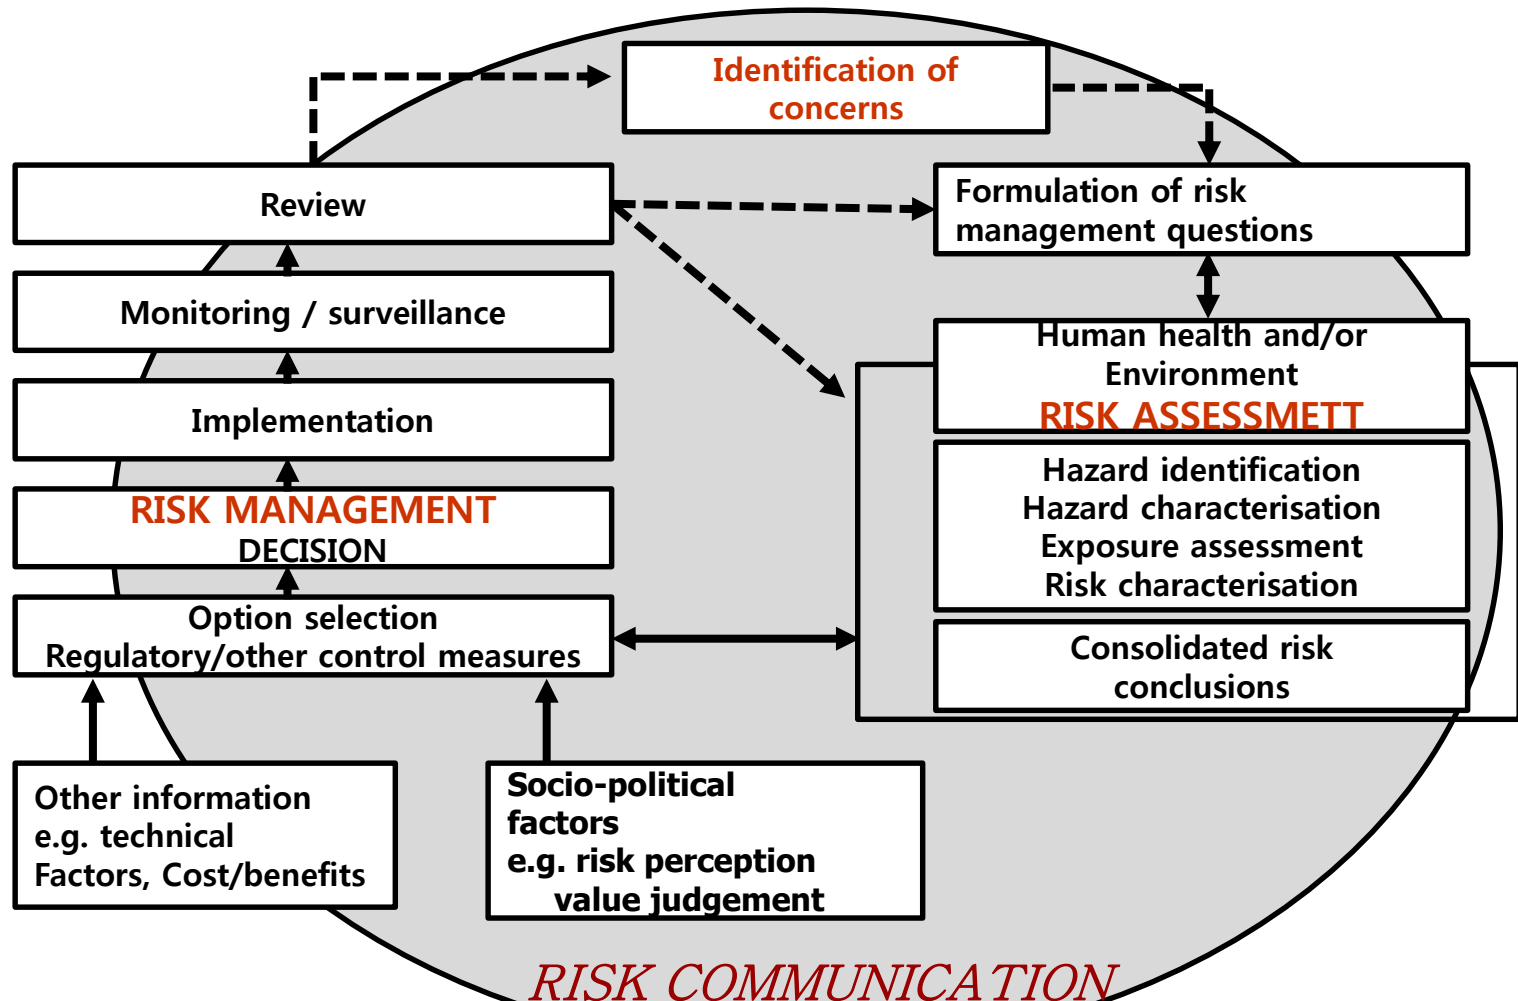 Identification of
concerns
Review
Formulation of risk
management questions
Monitoring / surveillance
Human health and/or
Environment
RISK ASSESSMETT
Implementation
Hazard identification
Hazard characterisation
Exposure assessment
Risk characterisation
RISK MANAGEMENT
DECISION
Option selection
Regulatory/other control measures
Consolidated risk
conclusions
Other information
e.g. technical
Factors, Cost/benefits
Socio-political
factors
e.g. risk perception
value judgement
RISK COMMUNICATION